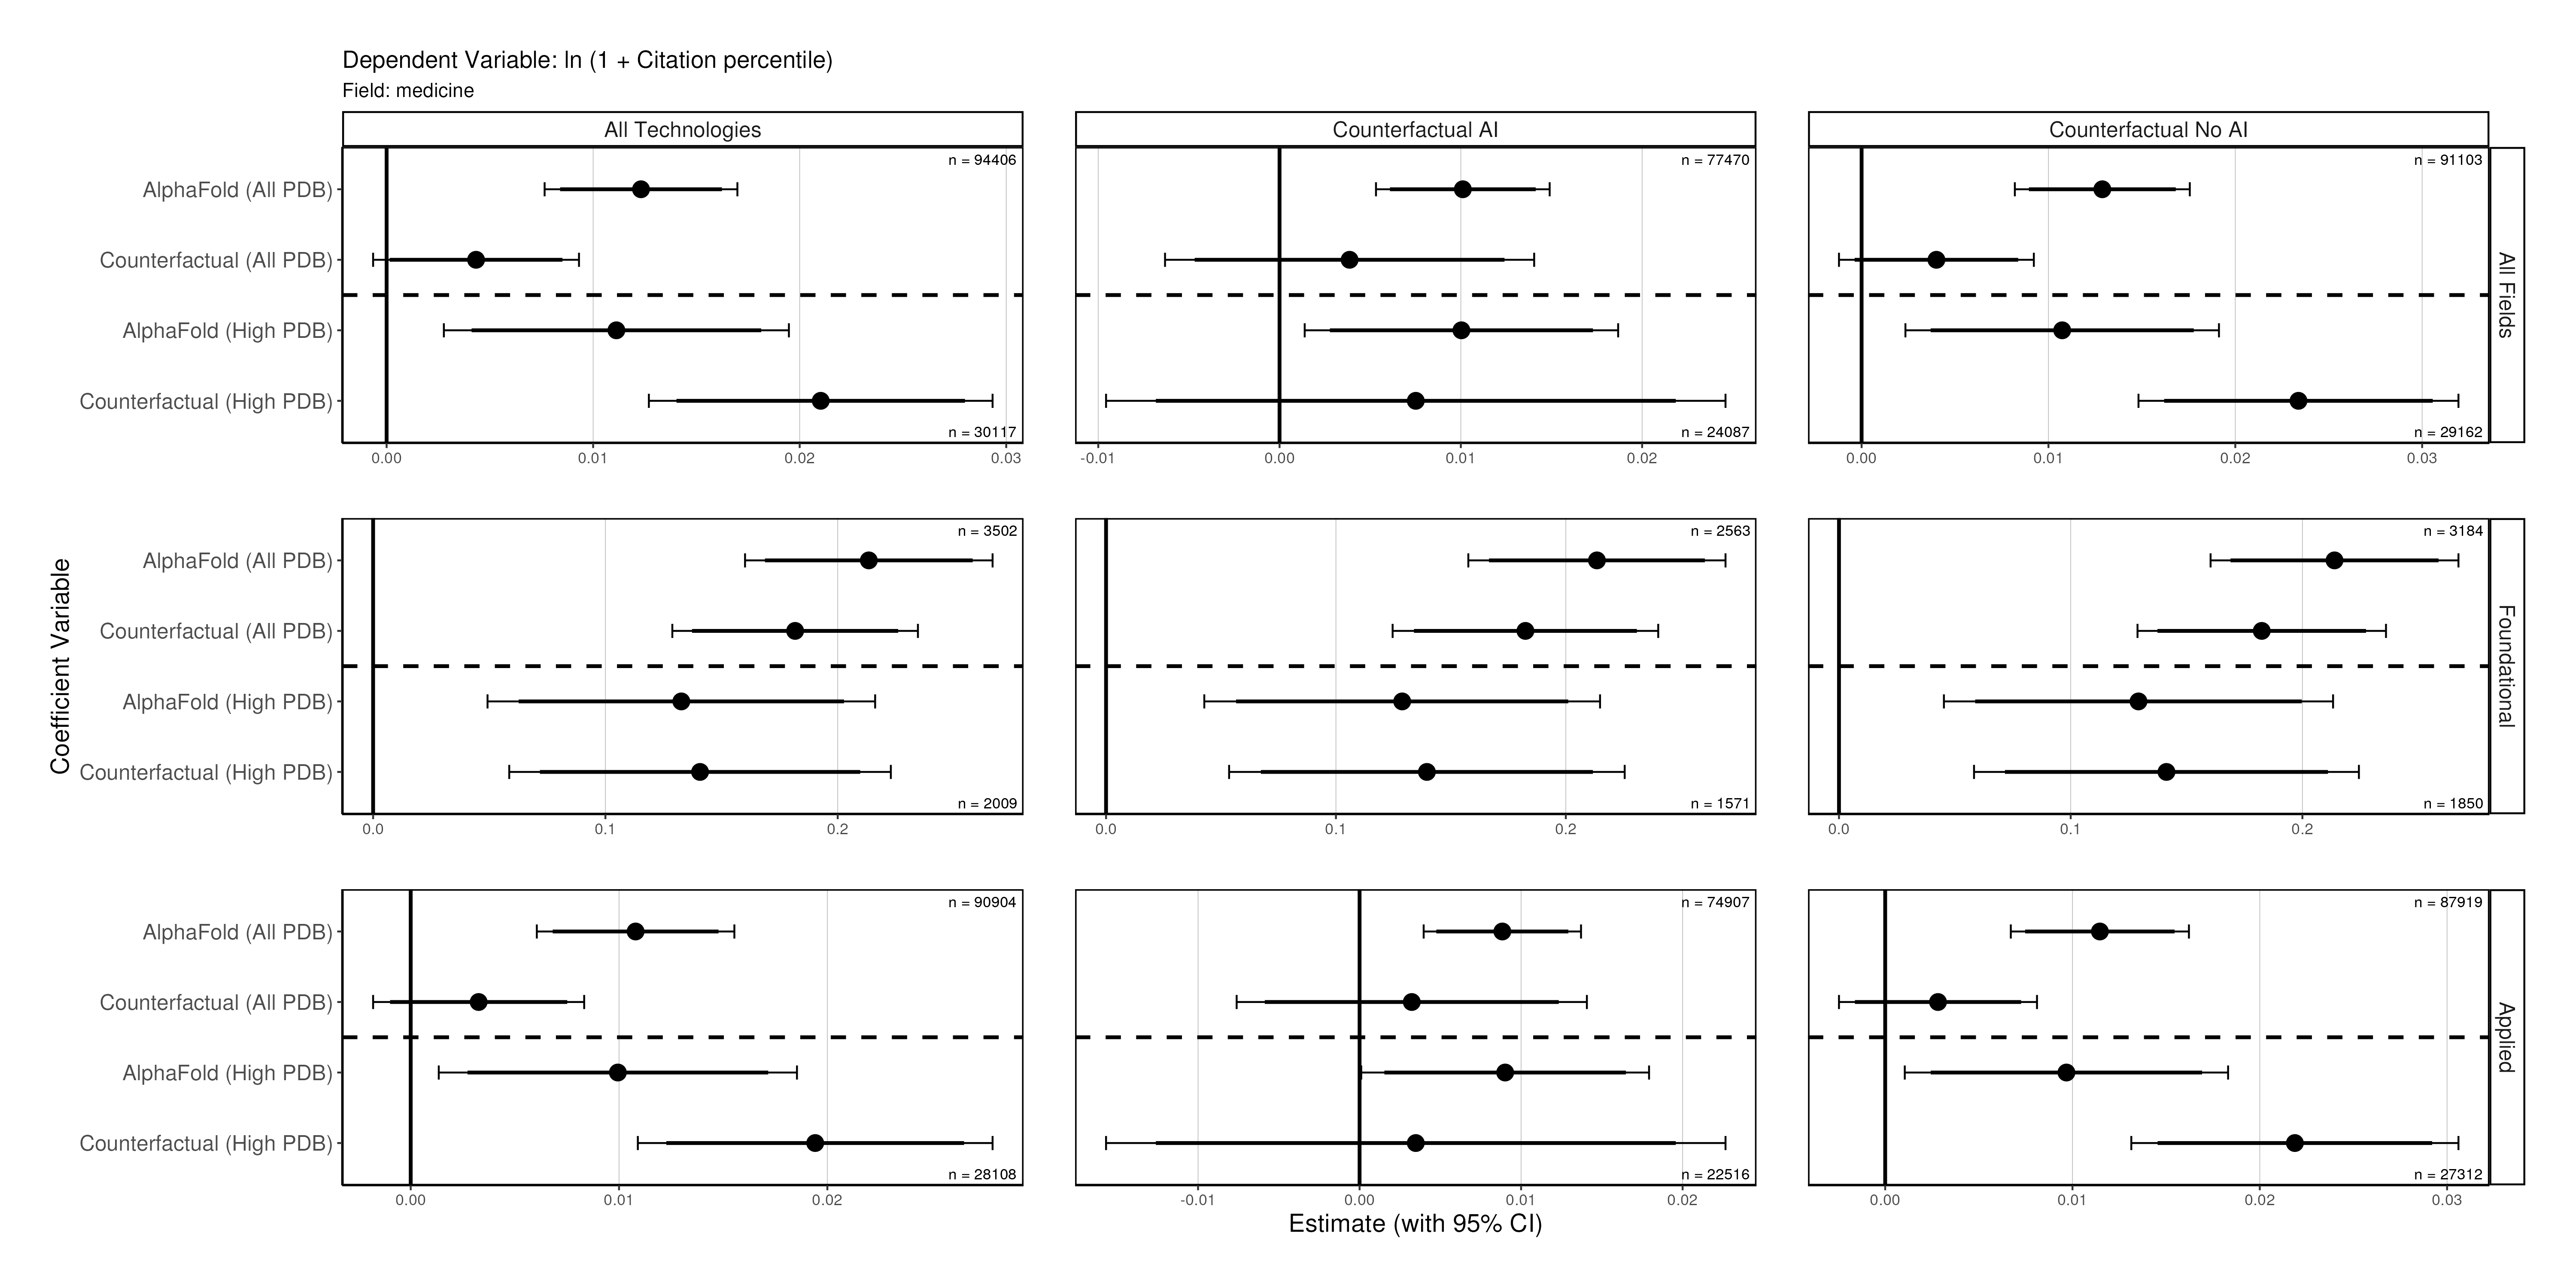 Dependent Variable: ln (1 + Citation percentile)
Field: medicine
All Technologies
Counterfactual AI
Counterfactual No AI
AlphaFold (All PDB)
Counterfactual (All PDB)
AlphaFold (High PDB)
Counterfactual (High PDB)
n = 94406
n = 30117
n = 77470
n = 24087
n = 91103
n = 29162
All Fields
0.00 0.01 0.02 0.03
-0.01 0.00 0.01 0.02
0.00 0.01 0.02 0.03
Coefficient Variable
AlphaFold (All PDB)
Counterfactual (All PDB)
AlphaFold (High PDB)
Counterfactual (High PDB)
n = 3502
n = 2009
n = 2563
n = 1571
n = 3184
n = 1850
Foundational
0.0 0.1 0.2
0.0 0.1 0.2
0.0 0.1 0.2
AlphaFold (All PDB)
Counterfactual (All PDB)
AlphaFold (High PDB)
Counterfactual (High PDB)
n = 90904
n = 28108
n = 74907
n = 22516
n = 87919
n = 27312
Applied
0.00 0.01 0.02
-0.01 0.00 0.01 0.02
0.00 0.01 0.02 0.03
Estimate (with 95% CI)